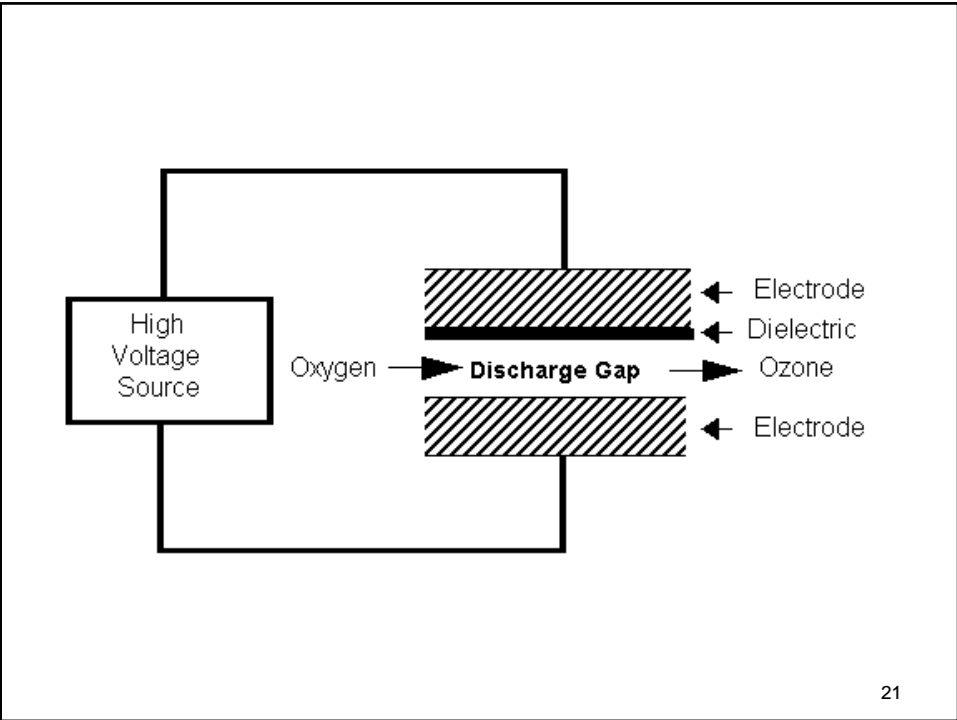 High
Voltage
Source
Electrode
Dielectric
Oxygen
Discharge Gap
Ozone
Electrode
21